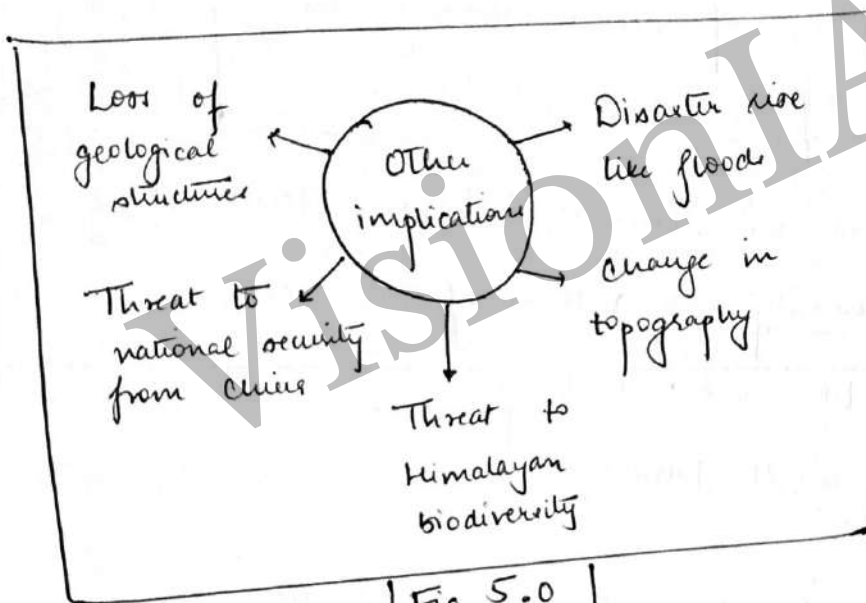 Other
implications
Loss of
geological
structures
Disaster rise
like floods
Threat to
national security
from China
change in
topography
Threat to
Himalayan
biodiversity
Fig 5.0
VisionIA